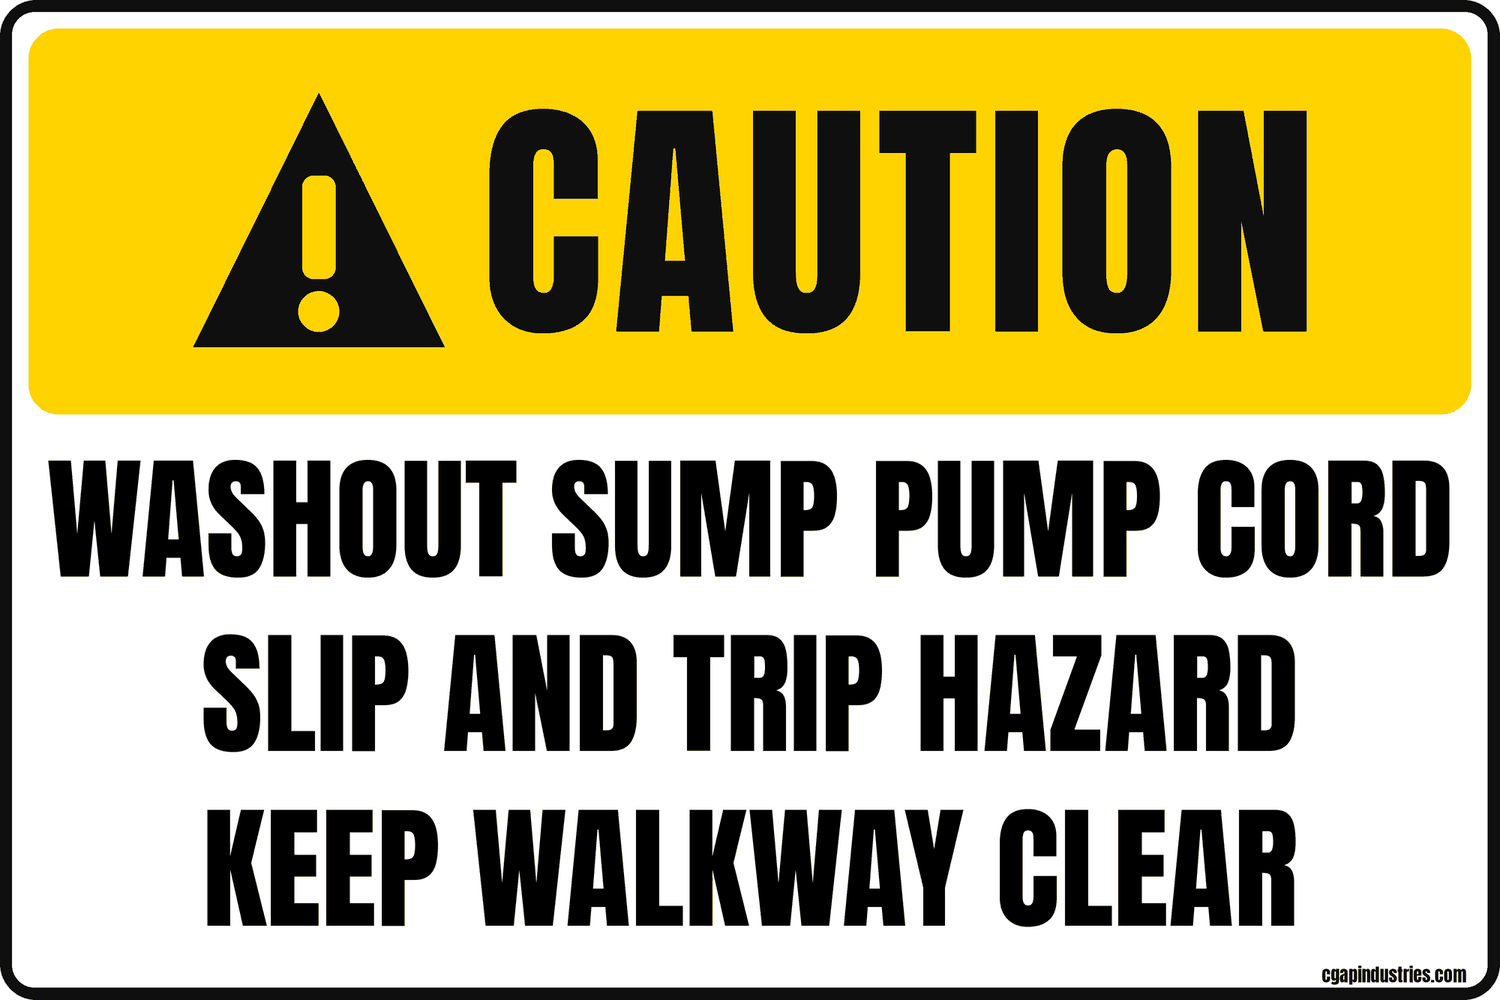 CAUTION
WASHOUT SUMP PUMP CORD
SLIP AND TRIP HAZARD
KEEP WALKWAY CLEAR
cgapindustries.com